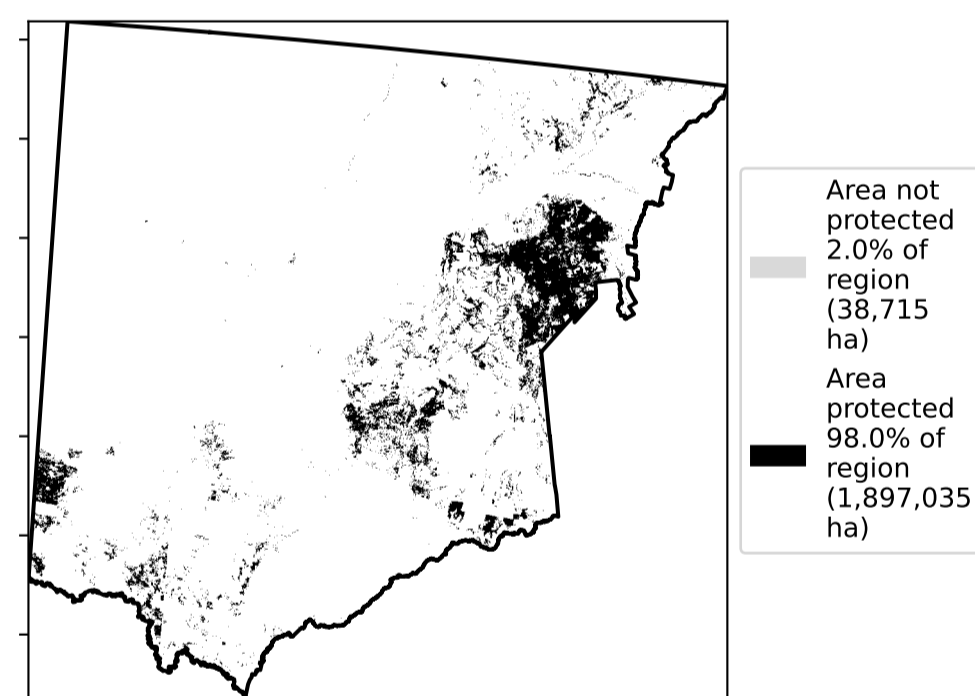 Area not
protected
2.0% of
region
(38,715
ha)
Area
protected
98.0% of
region
(1,897,035
ha)